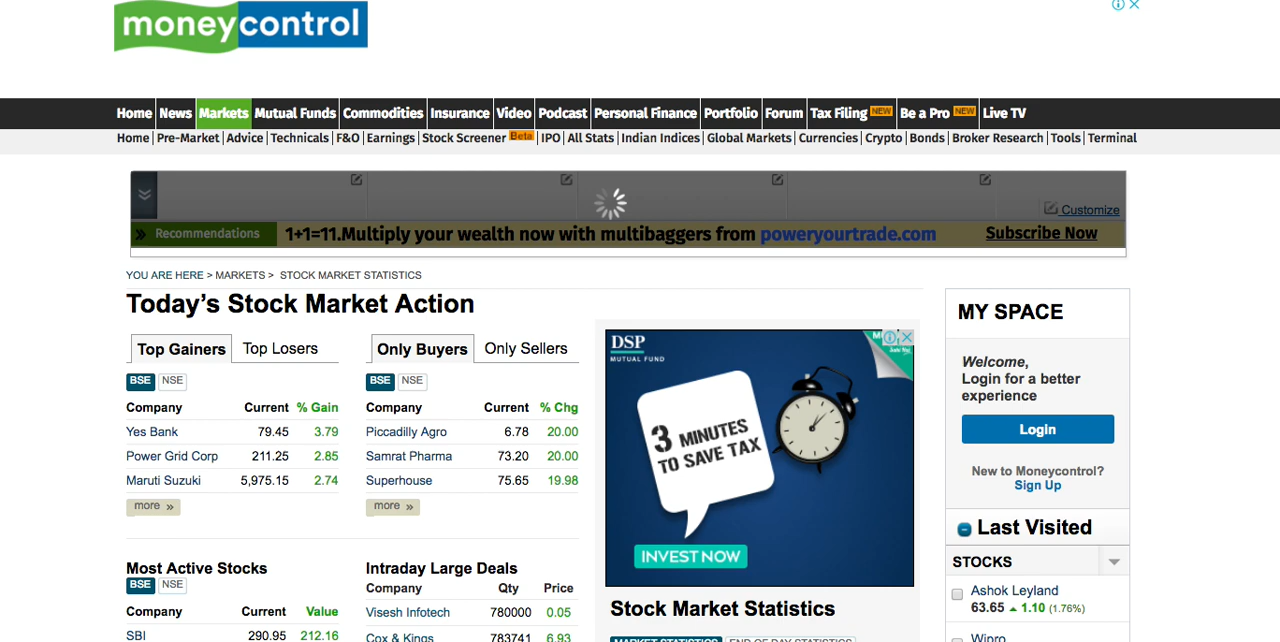 moneycontrol
Home News Markets Mutual Funds Commodities Insurance Video Podcast Personal Finance Portfolio Forum Tax Filing NEW Be a Pro NEW Live TV
Home Pre-Market Advice Technicals F&O Earnings Stock Screener Beta IPO All Stats Indian Indices Global Markets Currencies Crypto Bonds Broker Research Tools Terminal
Customize
Recommendations 1+1=11.Multiply your wealth now with multibaggers from poweryourtrade.com Subscribe Now
YOU ARE HERE > MARKETS > STOCK MARKET STATISTICS
Today’s Stock Market Action
Top Gainers Top Losers
BSE NSE
Company Current % Gain
Yes Bank 79.45 3.79
Power Grid Corp 211.25 2.85
Maruti Suzuki 5,975.15 2.74
more »
Only Buyers Only Sellers
BSE NSE
Company Current % Chg
Piccadilly Agro 6.78 20.00
Samrat Pharma 73.20 20.00
Superhouse 75.65 19.98
more »
Most Active Stocks
BSE NSE
Company Current Value
SBI 290.95 212.16
Intraday Large Deals
Company Qty Price
Visesh Infotech 780000 0.05
Cox & Kings 783741 6.93
DSP
MUTUAL FUND
3 MINUTES
TO SAVE TAX
INVEST NOW
Stock Market Statistics
MARKET STATISTICS END OF DAY STATISTICS
MY SPACE
Welcome,
Login for a better
experience
Login
New to Moneycontrol?
Sign Up
Last Visited
STOCKS
Ashok Leyland
63.65 1.10 (1.76%)
Wipro